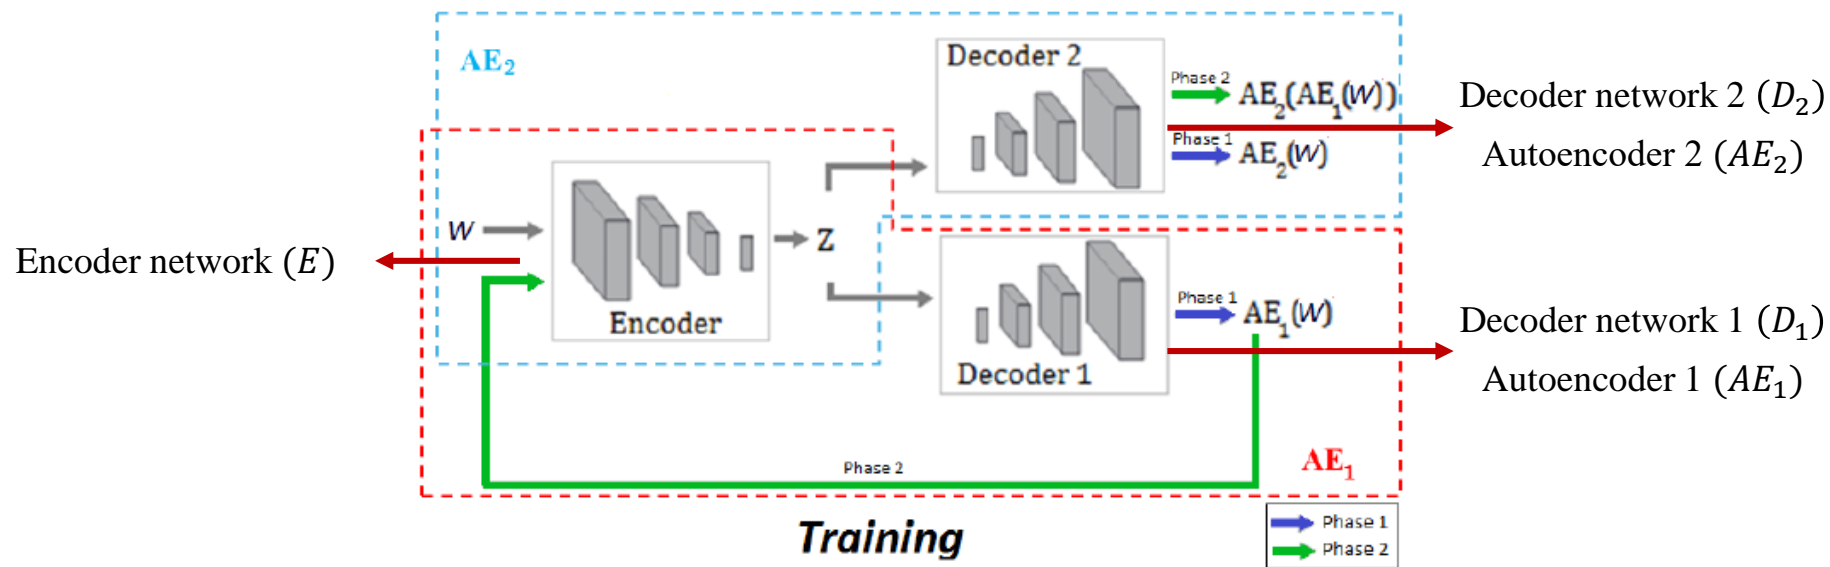 AE₂
Decoder 2
Phase 2
AE₂(AE₁(W))
Phase 1
AE₂(W)
Decoder network 2 (D₂)
Autoencoder 2 (AE₂)
Encoder network (E)
W
Encoder
Z
Decoder 1
Phase 1
AE₁(W)
Decoder network 1 (D₁)
Autoencoder 1 (AE₁)
Phase 2
AE₁
Training
Phase 1
Phase 2